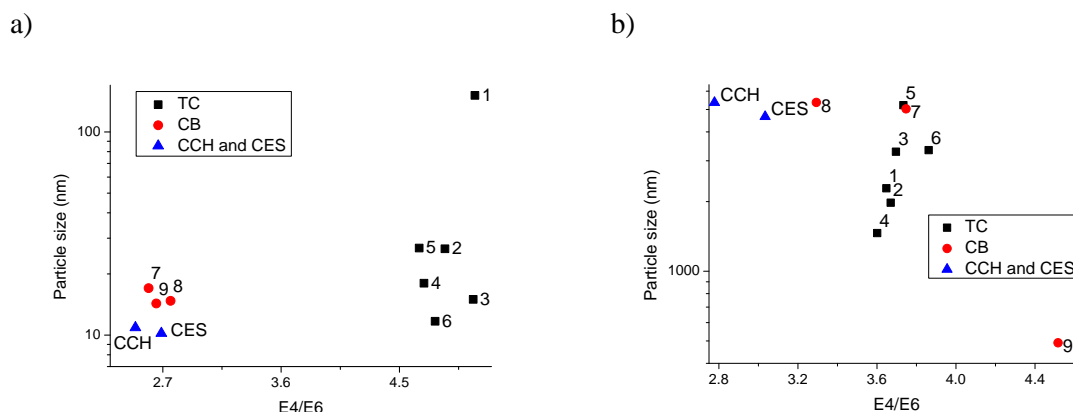 a)
TC
CB
CCH and CES
1
5
2
4
3
6
7
9
8
CCH
CES
100
10
Particle size (nm)
2.7
3.6
4.5
E4/E6
b)
CCH
CES
8
5
7
3
6
1
2
4
TC
CB
CCH and CES
9
1000
Particle size (nm)
2.8
3.2
3.6
4.0
4.4
E4/E6